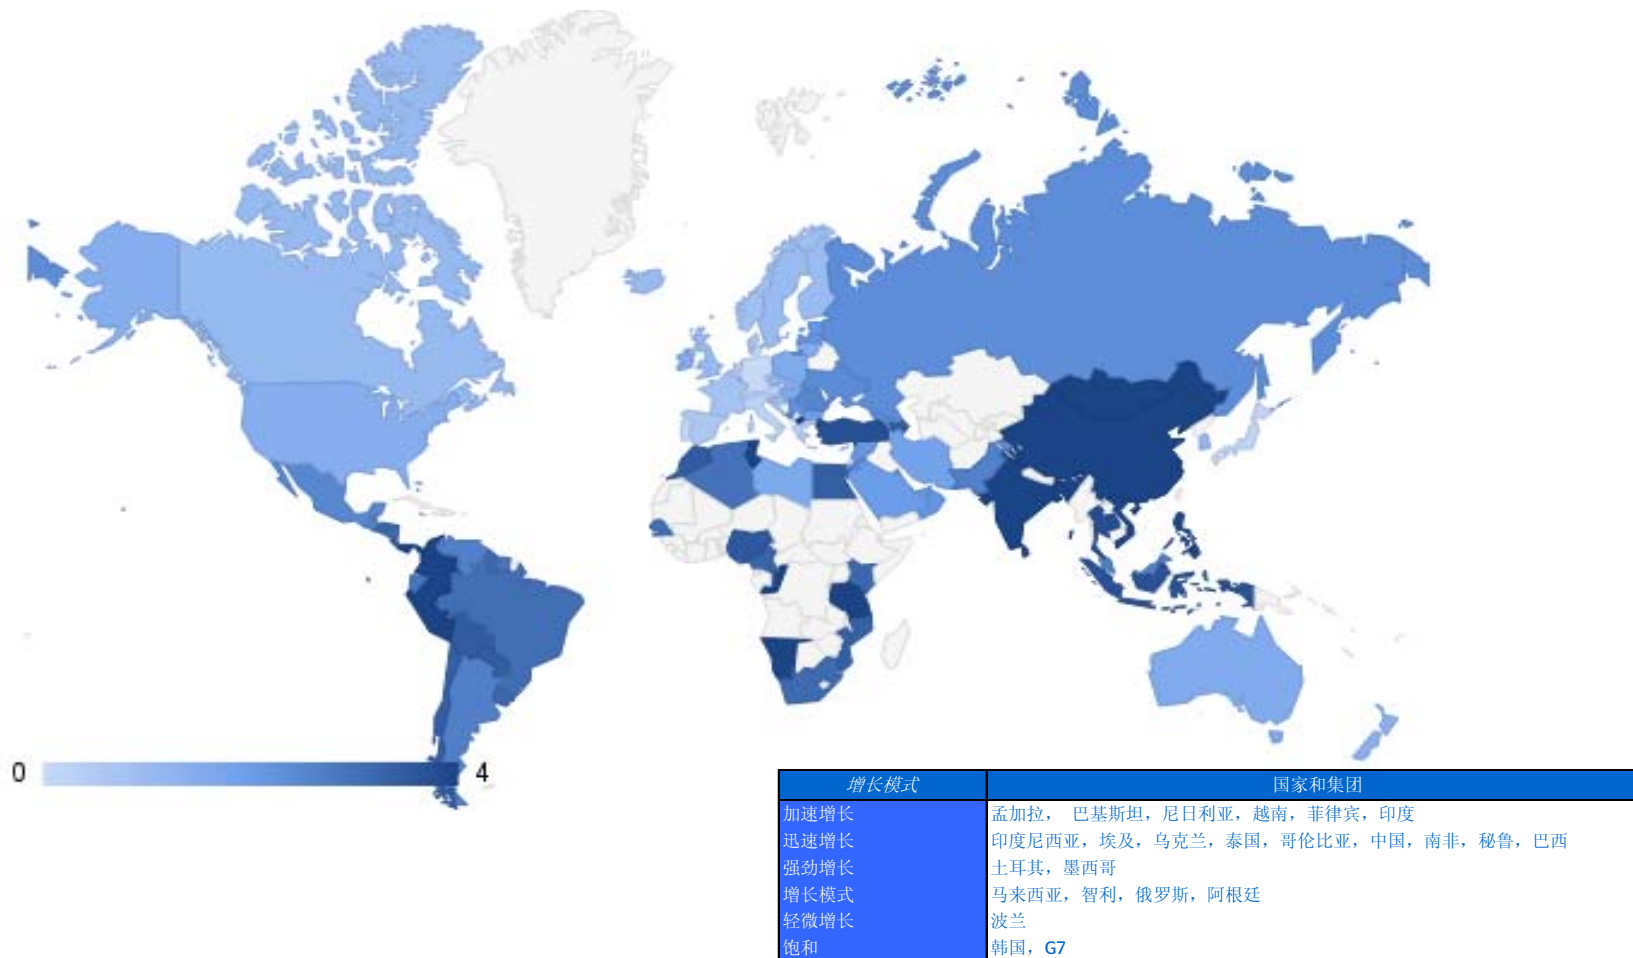 0
4
增长模式 国家和集团
加速增长 孟加拉， 巴基斯坦，尼日利亚，越南，菲律宾，印度
迅速增长 印度尼西亚，埃及，乌克兰，泰国，哥伦比亚，中国，南非，秘鲁，巴西
强劲增长 土耳其，墨西哥
增长模式 马来西亚，智利，俄罗斯，阿根廷
轻微增长 波兰
饱和 韩国，G7